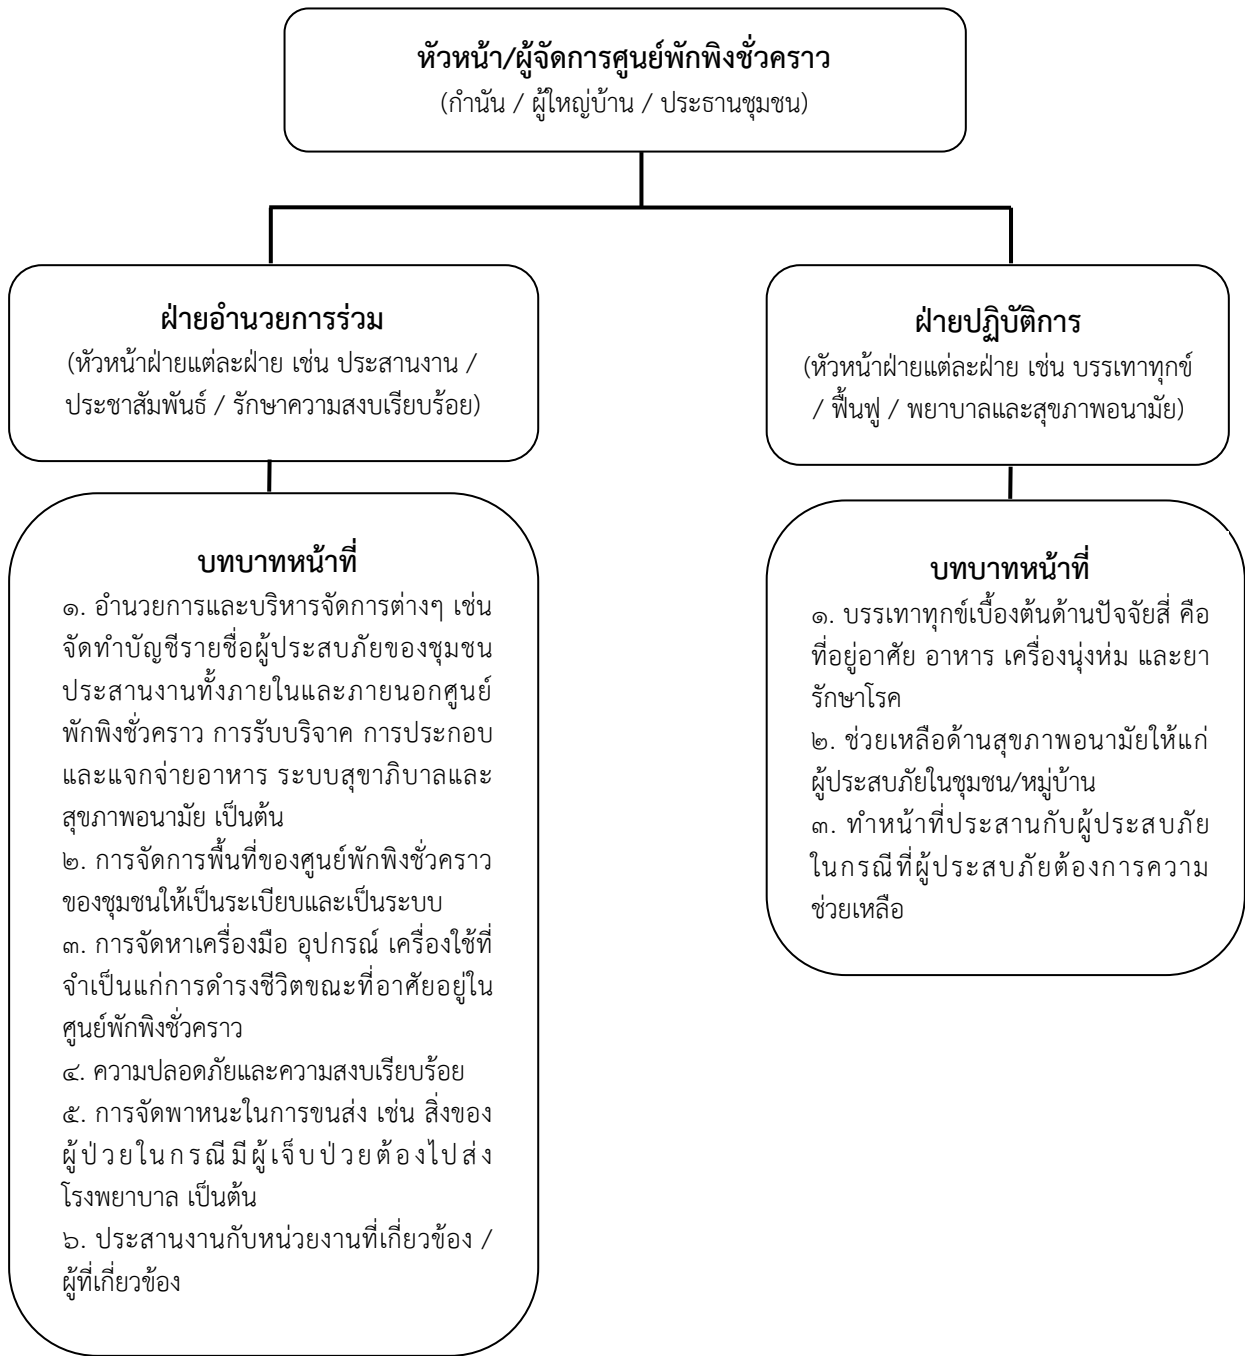 หัวหน้า/ผู้จัดการศูนย์พักพิงชั่วคราว
(กำนัน / ผู้ใหญ่บ้าน / ประธานชุมชน)
ฝ่ายอำนวยการร่วม
(หัวหน้าฝ่ายแต่ละฝ่าย เช่น ประสานงาน /
ประชาสัมพันธ์ / รักษาความสงบเรียบร้อย)
บทบาทหน้าที่
๑. อำนวยการและบริหารจัดการต่างๆ เช่น
จัดทำบัญชีรายชื่อผู้ประสบภัยของชุมชน
ประสานงานทั้งภายในและภายนอกศูนย์
พักพิงชั่วคราว การรับบริจาค การประกอบ
และแจกจ่ายอาหาร ระบบสุขาภิบาลและ
สุขภาพอนามัย เป็นต้น
๒. การจัดการพื้นที่ของศูนย์พักพิงชั่วคราว
ของชุมชนให้เป็นระเบียบและเป็นระบบ
๓. การจัดหาเครื่องมือ อุปกรณ์ เครื่องใช้ที่
จำเป็นแก่การดำรงชีวิตขณะที่อาศัยอยู่ใน
ศูนย์พักพิงชั่วคราว
๔. ความปลอดภัยและความสงบเรียบร้อย
๕. การจัดพาหนะในการขนส่ง เช่น สิ่งของ
ผู้ป่วยในกรณีมีผู้เจ็บป่วยต้องไปส่ง
โรงพยาบาล เป็นต้น
๖. ประสานงานกับหน่วยงานที่เกี่ยวข้อง /
ผู้ที่เกี่ยวข้อง
ฝ่ายปฏิบัติการ
(หัวหน้าฝ่ายแต่ละฝ่าย เช่น บรรเทาทุกข์
/ ฟื้นฟู / พยาบาลและสุขภาพอนามัย)
บทบาทหน้าที่
๑. บรรเทาทุกข์เบื้องต้นด้านปัจจัยสี่ คือ
ที่อยู่อาศัย อาหาร เครื่องนุ่งห่ม และยา
รักษาโรค
๒. ช่วยเหลือด้านสุขภาพอนามัยให้แก่
ผู้ประสบภัยในชุมชน/หมู่บ้าน
๓. ทำหน้าที่ประสานกับผู้ประสบภัย
ในกรณีที่ผู้ประสบภัยต้องการความ
ช่วยเหลือ